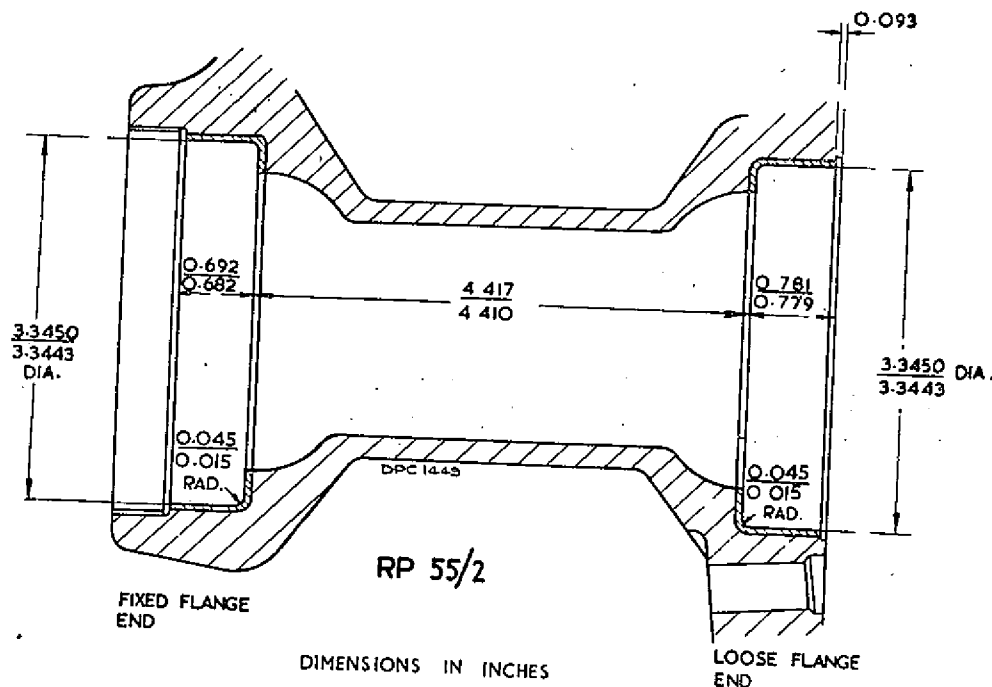 0·093
0·692
0·682
4 417
4 410
0 781
0·779
3·3450
3·3443
DIA.
3·3450
3·3443 DIA.
0·045
0·015
RAD.
DPC 1449
0·045
0 015
RAD.
RP 55/2
FIXED FLANGE
END
DIMENSIONS IN INCHES
LOOSE FLANGE
END